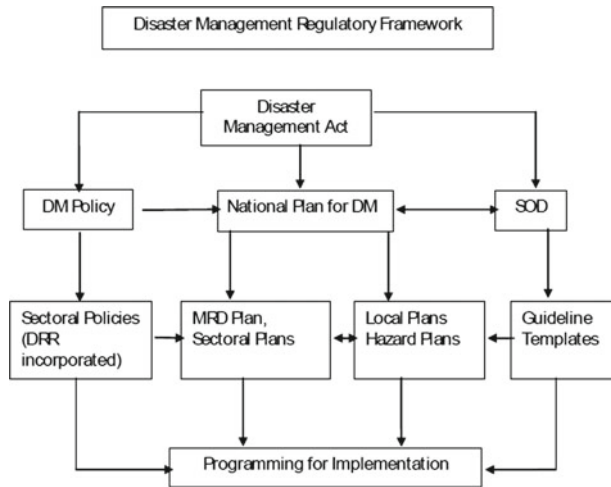 Disaster Management Regulatory Framework
Disaster
Management Act
DM Policy
National Plan for DM
SOD
Sectoral Policies
(DRR
incorporated)
MRD Plan,
Sectoral Plans
Local Plans
Hazard Plans
Guideline
Templates
Programming for Implementation